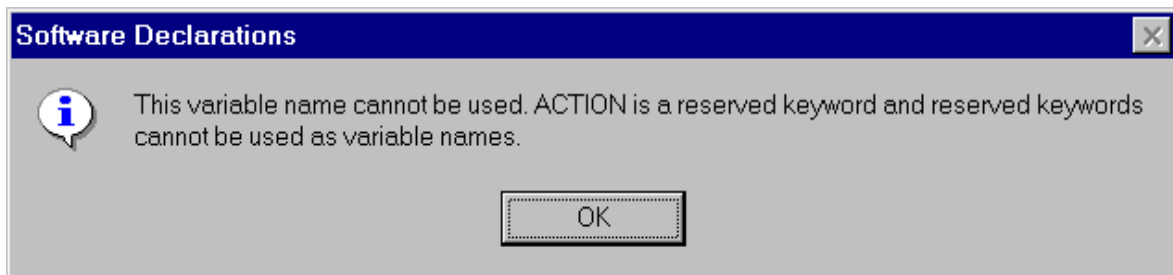 Software Declarations
This variable name cannot be used. ACTION is a reserved keyword and reserved keywords
cannot be used as variable names.
OK